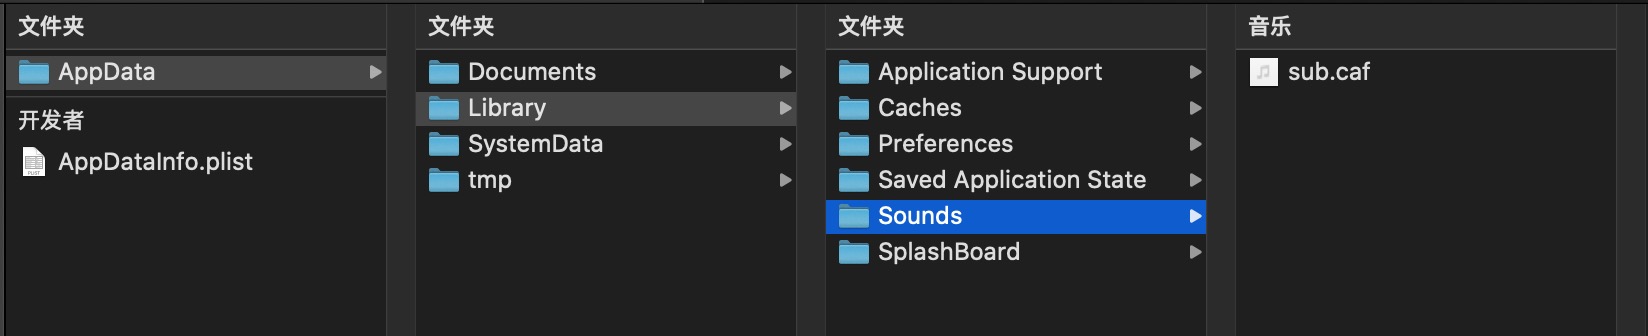 文件夹
AppData
开发者
AppDataInfo.plist
文件夹
Documents
Library
SystemData
tmp
文件夹
Application Support
Caches
Preferences
Saved Application State
Sounds
SplashBoard
音乐
sub.caf